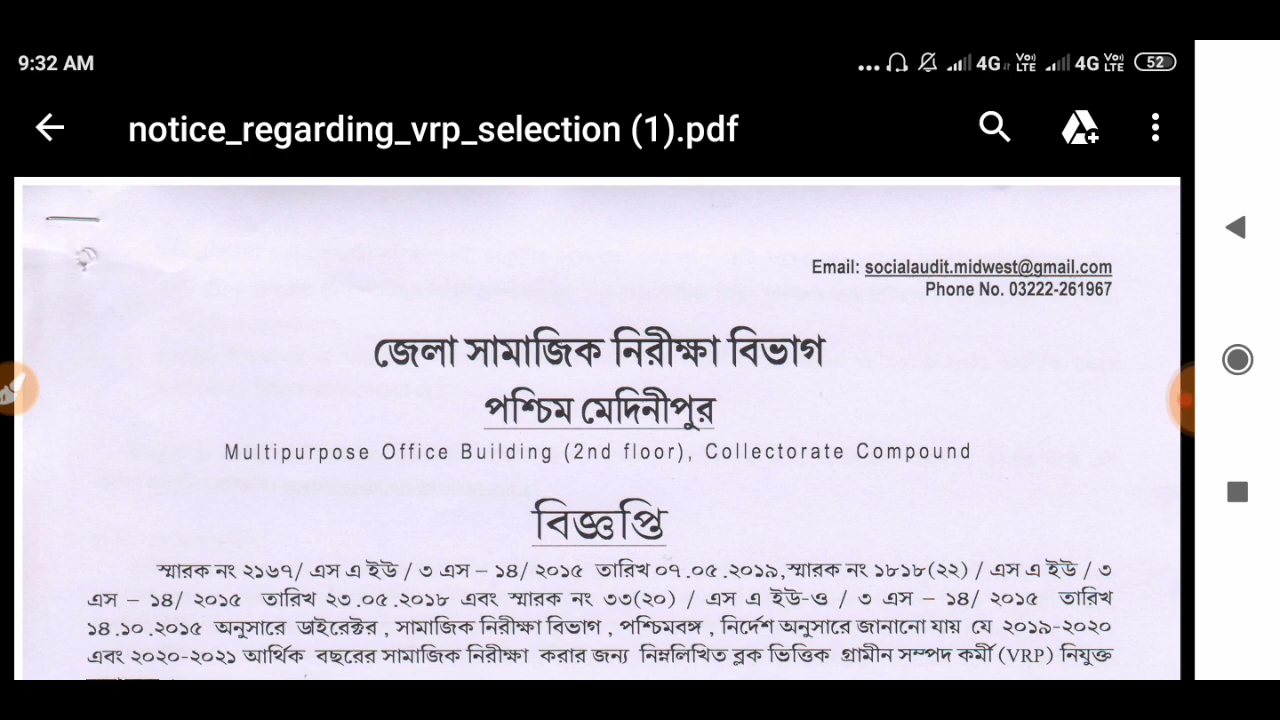 9:32 AM
... 4G Vo) LTE 4G Vo) LTE 52
notice_regarding_vrp_selection (1).pdf
Email: socialaudit.midwest@gmail.com
Phone No. 03222-261967
জেলা সামাজিক নিরীক্ষা বিভাগ
পশ্চিম মেদিনীপুর
Multipurpose Office Building (2nd floor), Collectorate Compound
বিজ্ঞপ্তি
স্মারক নং ২১৬৭/ এস এ ইউ / ৩ এস – ১৪/ ২০১৫ তারিখ ০৭.০৫.২০১৯, স্মারক নং ১৮১৮(২২) / এস এ ইউ / ৩
এস – ১৪/ ২০১৫ তারিখ ২৩.০৫.২০১৮ এবং স্মারক নং ৩৩(২০) / এস এ ইউ-ও / ৩ এস – ১৪/ ২০১৫ তারিখ
১৪.১০.২০১৫ অনুসারে ডাইরেক্টর , সামাজিক নিরীক্ষা বিভাগ , পশ্চিমবঙ্গ , নির্দেশ অনুসারে জানানো যায় যে ২০১৯-২০২০
এবং ২০২০-২০২১ আর্থিক বছরের সামাজিক নিরীক্ষা করার জন্য নিম্নলিখিত ব্লক ভিত্তিক গ্রামীন সম্পদ কর্মী (VRP) নিযুক্ত